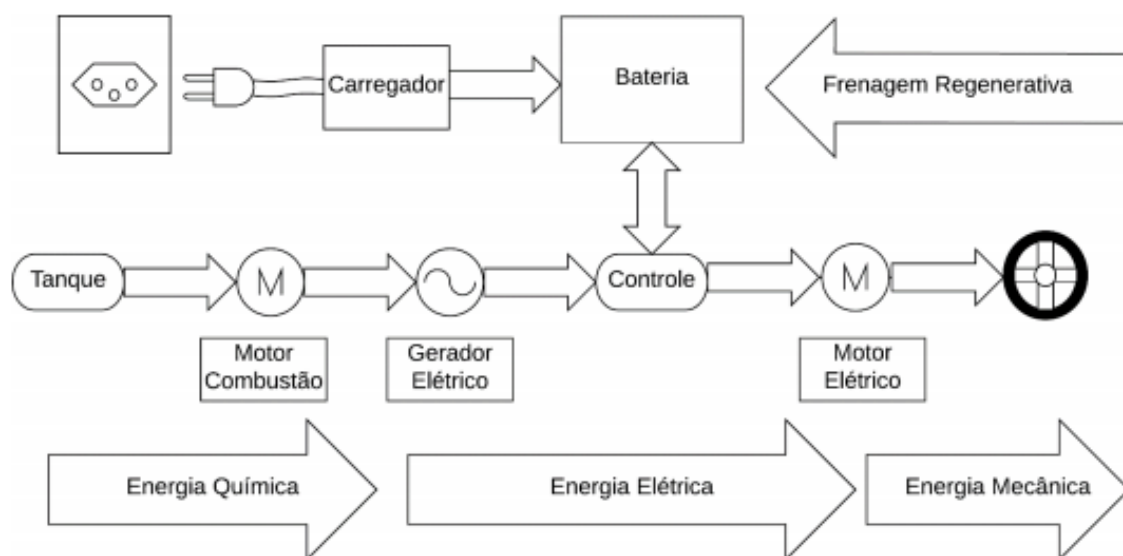 Carregador
Bateria
Frenagem Regenerativa
Tanque
M
Controle
M
Motor
Combustão
Gerador
Elétrico
Motor
Elétrico
Energia Química
Energia Elétrica
Energia Mecânica